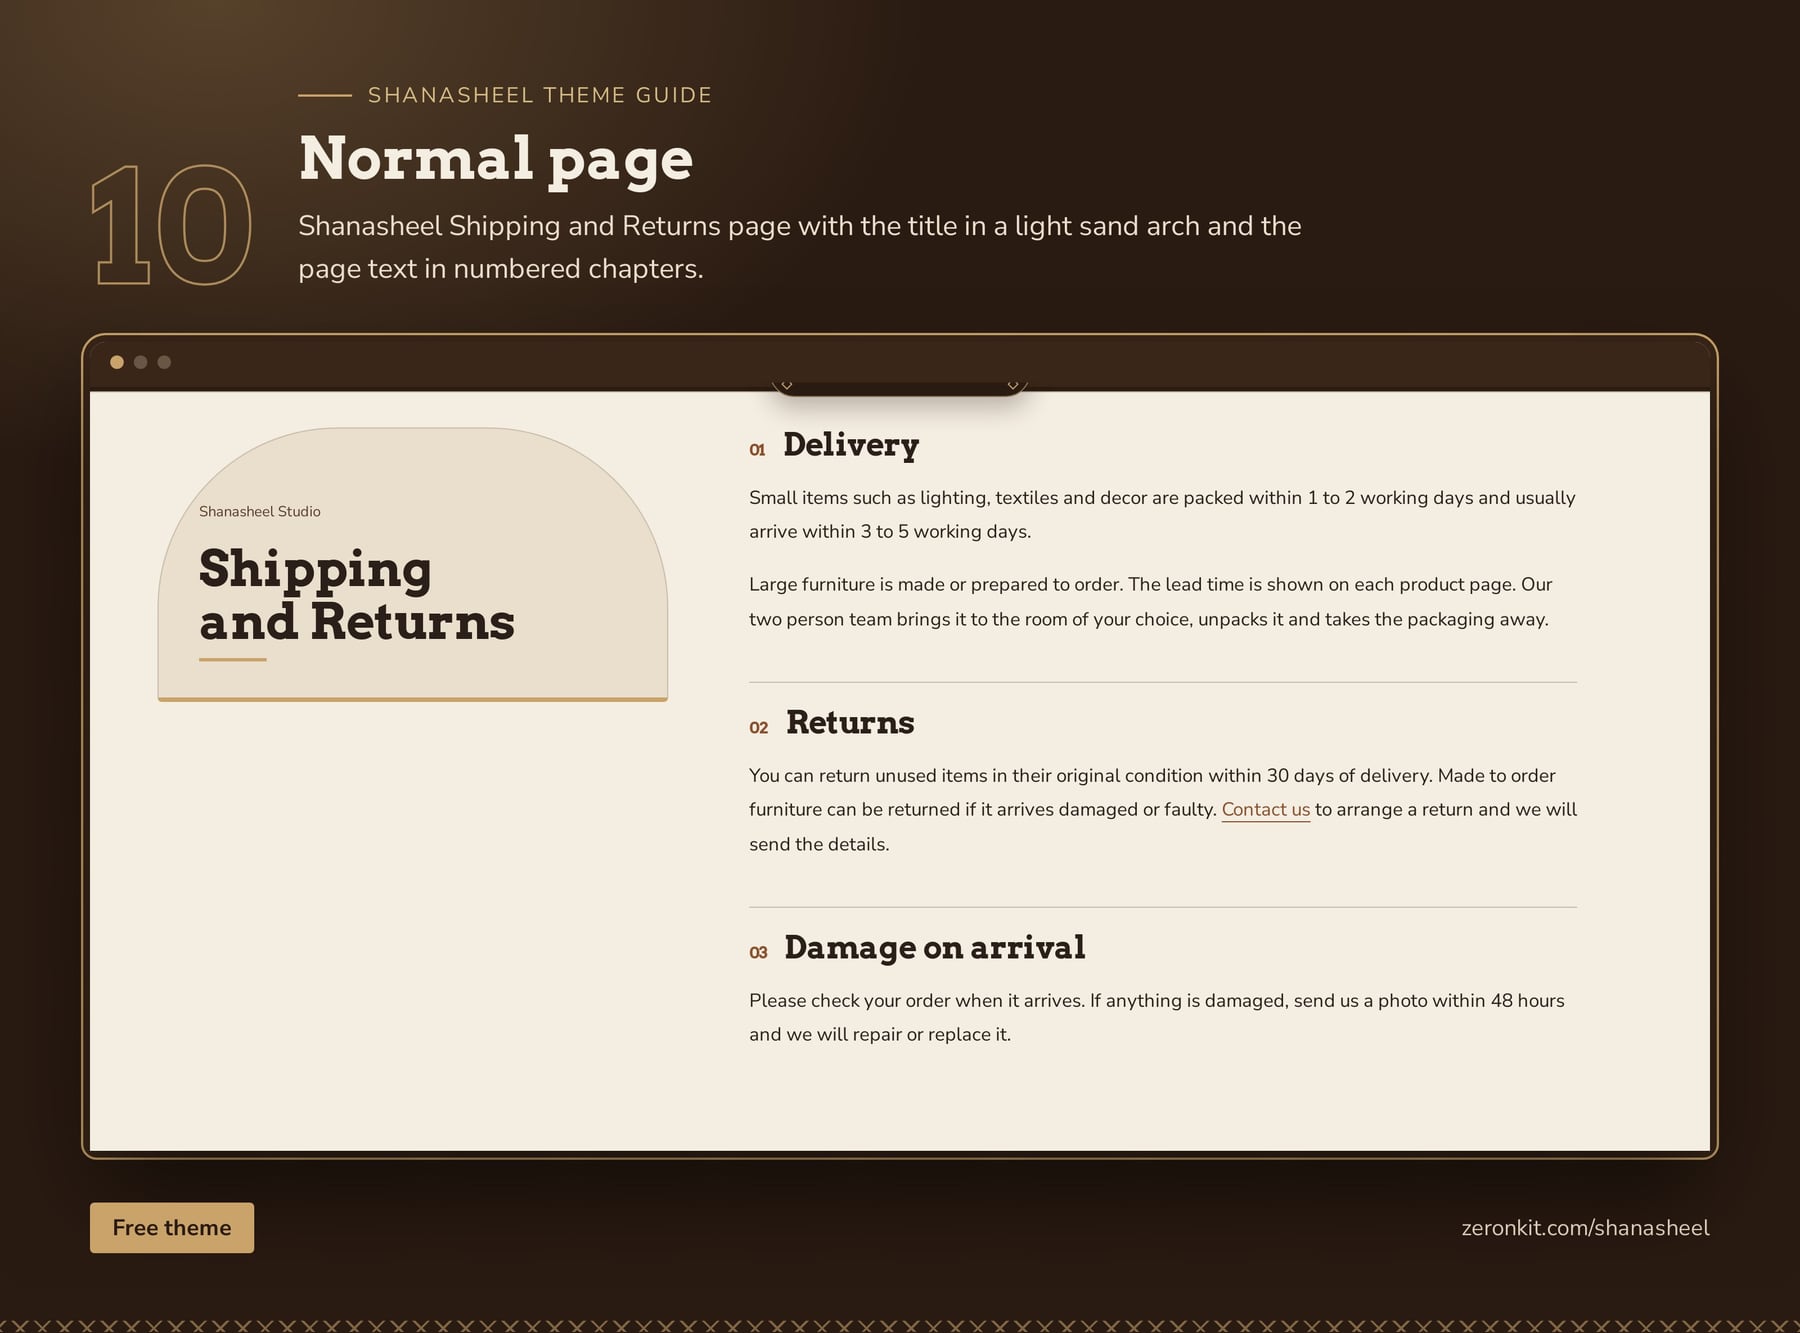 SHANASHEEL THEME GUIDE
10
Normal page
Shanasheel Shipping and Returns page with the title in a light sand arch and the
page text in numbered chapters.
Shanasheel Studio
Shipping
and Returns
01 Delivery
Small items such as lighting, textiles and decor are packed within 1 to 2 working days and usually
arrive within 3 to 5 working days.
Large furniture is made or prepared to order. The lead time is shown on each product page. Our
two person team brings it to the room of your choice, unpacks it and takes the packaging away.
02 Returns
You can return unused items in their original condition within 30 days of delivery. Made to order
furniture can be returned if it arrives damaged or faulty. Contact us to arrange a return and we will
send the details.
03 Damage on arrival
Please check your order when it arrives. If anything is damaged, send us a photo within 48 hours
and we will repair or replace it.
Free theme
zeronkit.com/shanasheel